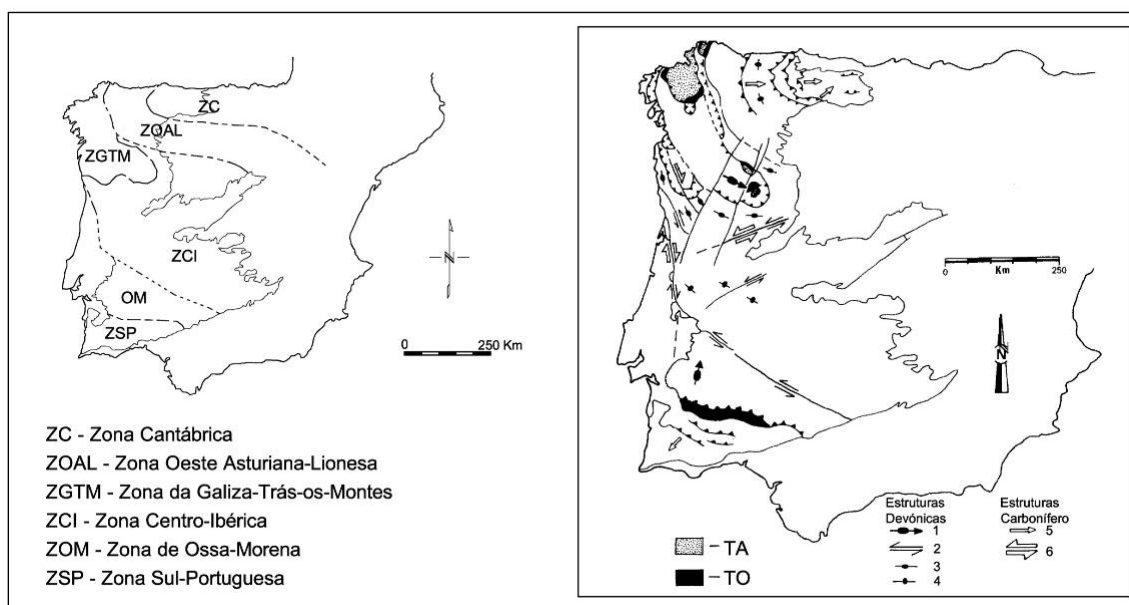 ZC
ZOAL
ZGTM
ZCI
OM
ZSP
N
250 Km
ZC - Zona Cantábrica
ZOAL - Zona Oeste Asturiana-Lionesa
ZGTM - Zona da Galiza-Trás-os-Montes
ZCI - Zona Centro-Ibérica
ZOM - Zona de Ossa-Morena
ZSP - Zona Sul-Portuguesa
0 Km 250
N
Estruturas
Devónicas
1
2
3
4
Estruturas
Carbonífero
5
6
- TA
- TO